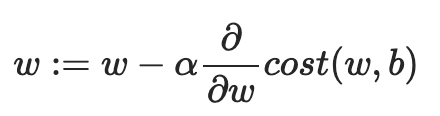 w := w − α ∂/∂w cost(w, b)